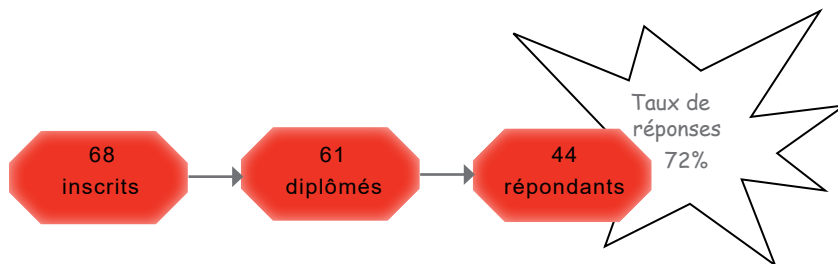 68
inscrits
61
diplômés
44
répondants
Taux de
réponses
72%